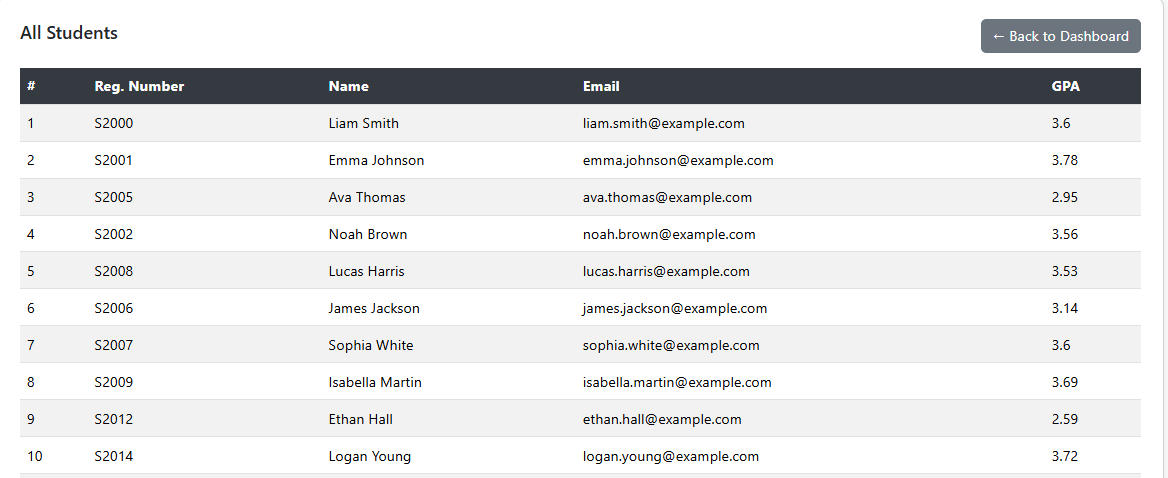 All Students
← Back to Dashboard
# Reg. Number Name Email GPA
1 S2000 Liam Smith liam.smith@example.com 3.6
2 S2001 Emma Johnson emma.johnson@example.com 3.78
3 S2005 Ava Thomas ava.thomas@example.com 2.95
4 S2002 Noah Brown noah.brown@example.com 3.56
5 S2008 Lucas Harris lucas.harris@example.com 3.53
6 S2006 James Jackson james.jackson@example.com 3.14
7 S2007 Sophia White sophia.white@example.com 3.6
8 S2009 Isabella Martin isabella.martin@example.com 3.69
9 S2012 Ethan Hall ethan.hall@example.com 2.59
10 S2014 Logan Young logan.young@example.com 3.72